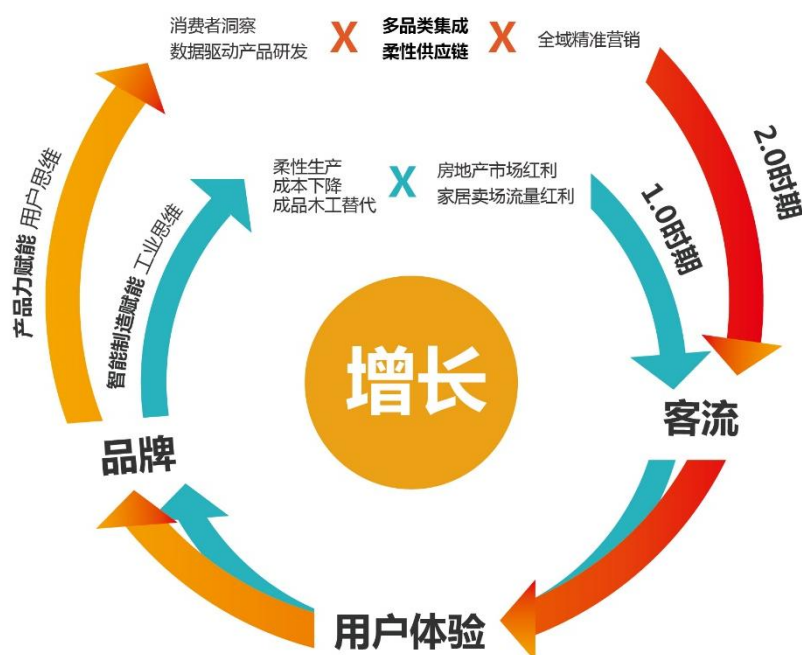 消费者洞察
数据驱动产品研发
X
多品类集成
柔性供应链
X
全域精准营销
2.0时期
产品力赋能 用户思维
柔性生产
成本下降
成品木工替代
X
房地产市场红利
家居卖场流量红利
1.0时期
智能制造赋能 工业思维
增长
品牌
客流
用户体验